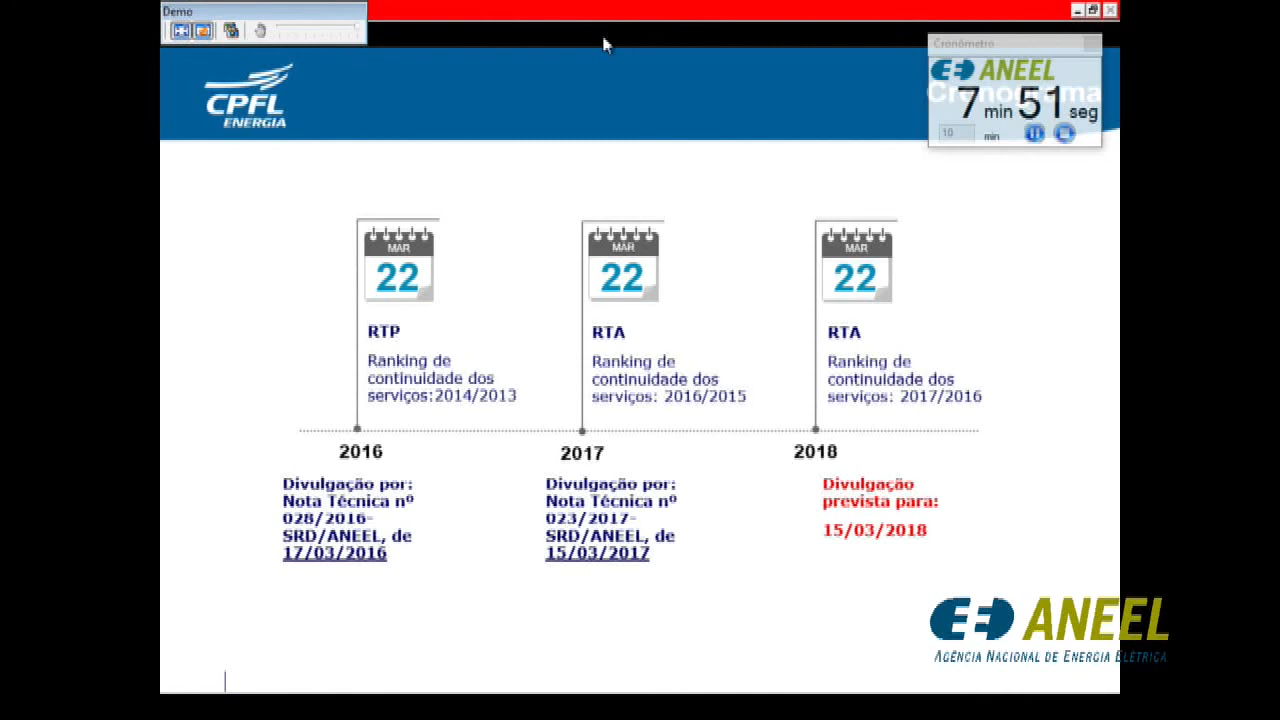 Demo
Cronômetro
CPFL
ENERGIA
ANEEL
Cronograma
7 min 51 seg
10 min
MAR
22
MAR
22
MAR
22
RTP
Ranking de
continuidade dos
serviços:2014/2013
RTA
Ranking de
continuidade dos
serviços: 2016/2015
RTA
Ranking de
continuidade dos
serviços: 2017/2016
2016
2017
2018
Divulgação por:
Nota Técnica nº
028/2016-
SRD/ANEEL, de
17/03/2016
Divulgação por:
Nota Técnica nº
023/2017-
SRD/ANEEL, de
15/03/2017
Divulgação
prevista para:
15/03/2018
ANEEL
AGÊNCIA NACIONAL DE ENERGIA ELÉTRICA